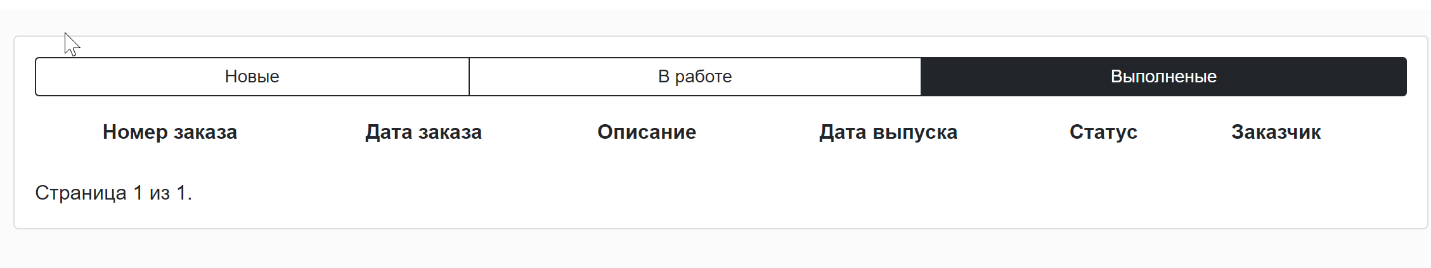 Новые В работе Выполненые
Номер заказа Дата заказа Описание Дата выпуска Статус Заказчик
Страница 1 из 1.